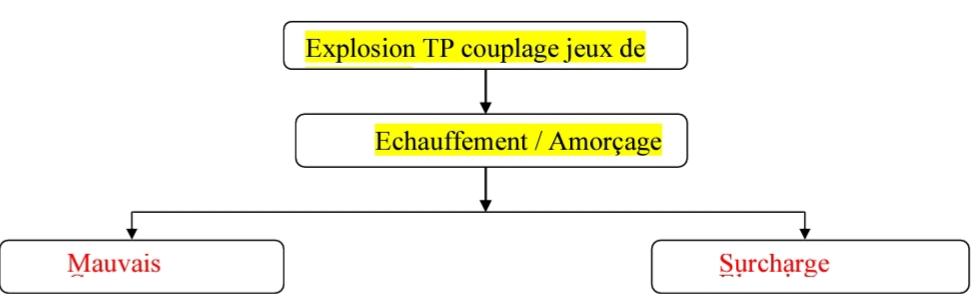 Explosion TP couplage jeux de
Echauffement / Amorçage
Mauvais
Surcharge